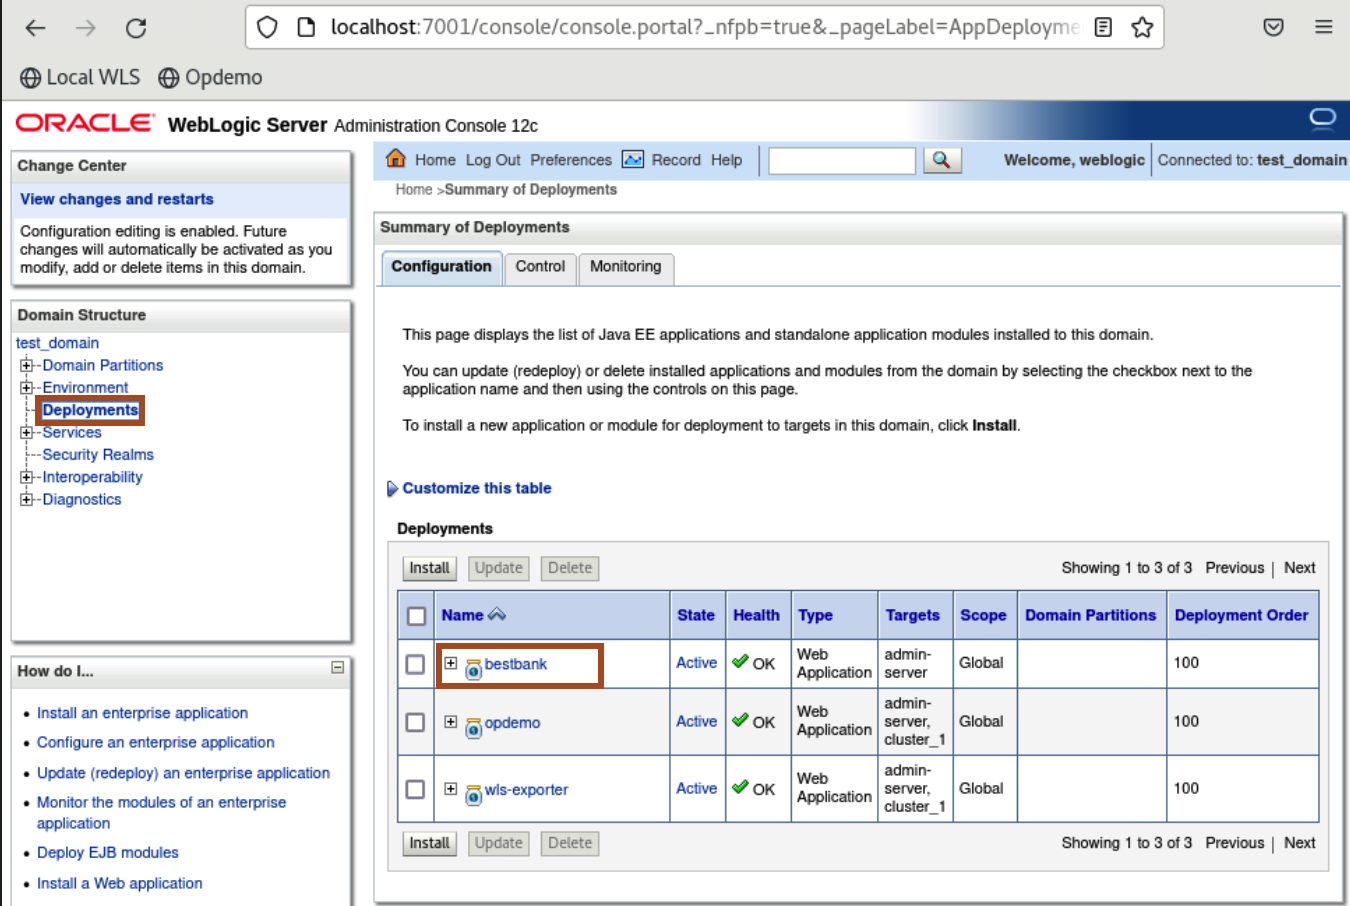 localhost:7001/console/console.portal?_nfpb=true&_pageLabel=AppDeployme
Local WLS Opdemo
ORACLE WebLogic Server Administration Console 12c
Change Center
View changes and restarts
Configuration editing is enabled. Future
changes will automatically be activated as you
modify, add or delete items in this domain.
Domain Structure
test_domain
Domain Partitions
Environment
Deployments
Services
Security Realms
Interoperability
Diagnostics
How do I...
Install an enterprise application
Configure an enterprise application
Update (redeploy) an enterprise application
Monitor the modules of an enterprise
application
Deploy EJB modules
Install a Web application
Home Log Out Preferences Record Help
Welcome, weblogic Connected to: test_domain
Home >Summary of Deployments
Summary of Deployments
Configuration Control Monitoring
This page displays the list of Java EE applications and standalone application modules installed to this domain.
You can update (redeploy) or delete installed applications and modules from the domain by selecting the checkbox next to the
application name and then using the controls on this page.
To install a new application or module for deployment to targets in this domain, click Install.
Customize this table
Deployments
Install Update Delete Showing 1 to 3 of 3 Previous | Next
Name State Health Type Targets Scope Domain Partitions Deployment Order
bestbank Active OK Web Application admin-server Global 100
opdemo Active OK Web Application admin-server, cluster_1 Global 100
wls-exporter Active OK Web Application admin-server, cluster_1 Global 100
Install Update Delete Showing 1 to 3 of 3 Previous | Next